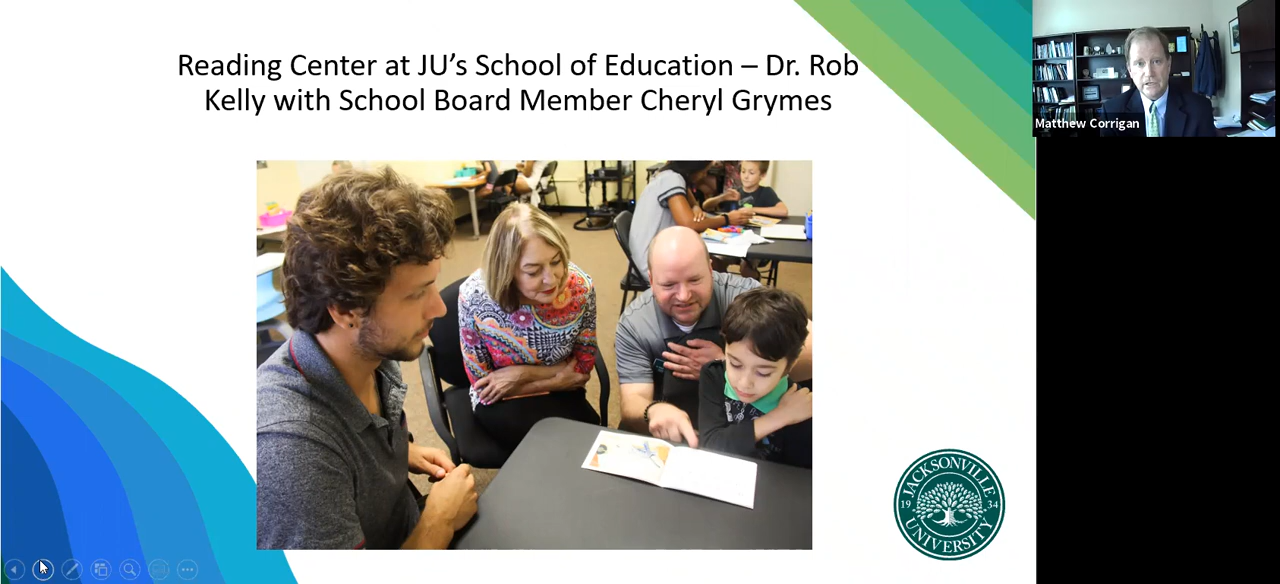 Reading Center at JU’s School of Education – Dr. Rob
Kelly with School Board Member Cheryl Grymes
Matthew Corrigan
JACKSONVILLE
19 34
UNIVERSITY